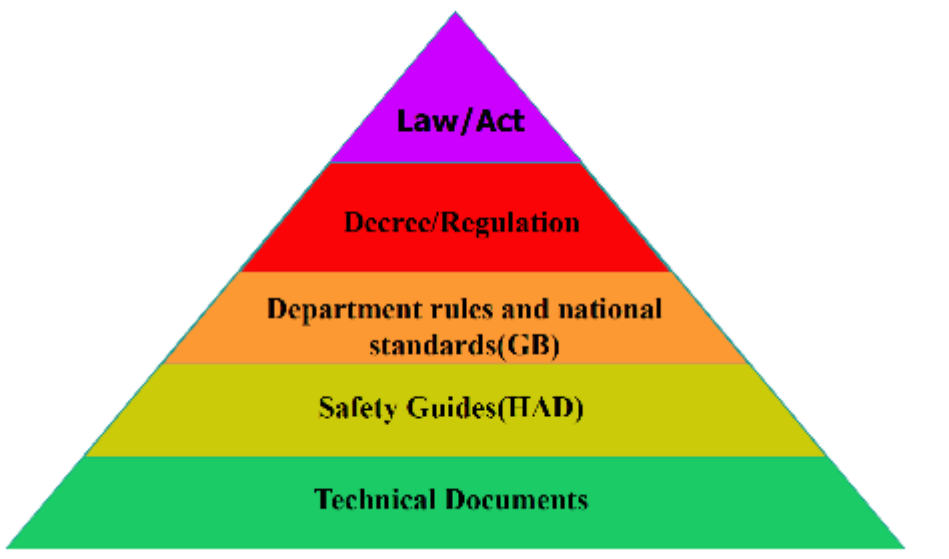 Law/Act
Decree/Regulation
Department rules and national
standards(GB)
Safety Guides(HAD)
Technical Documents